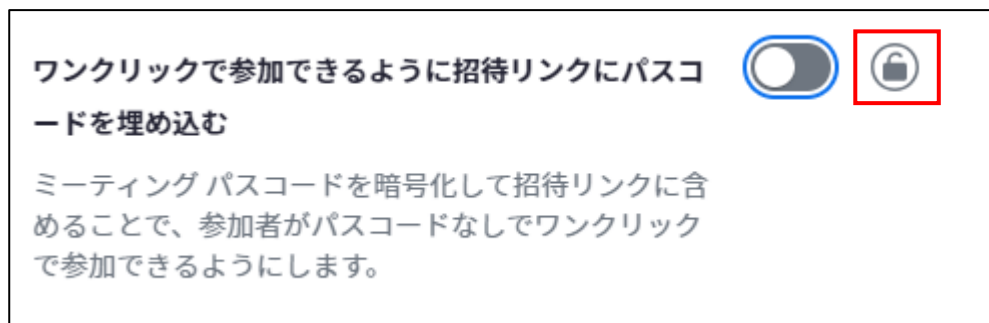 ワンクリックで参加できるように招待リンクにパスコ
ードを埋め込む
ミーティング パスコードを暗号化して招待リンクに含
めることで、参加者がパスコードなしでワンクリック
で参加できるようにします。